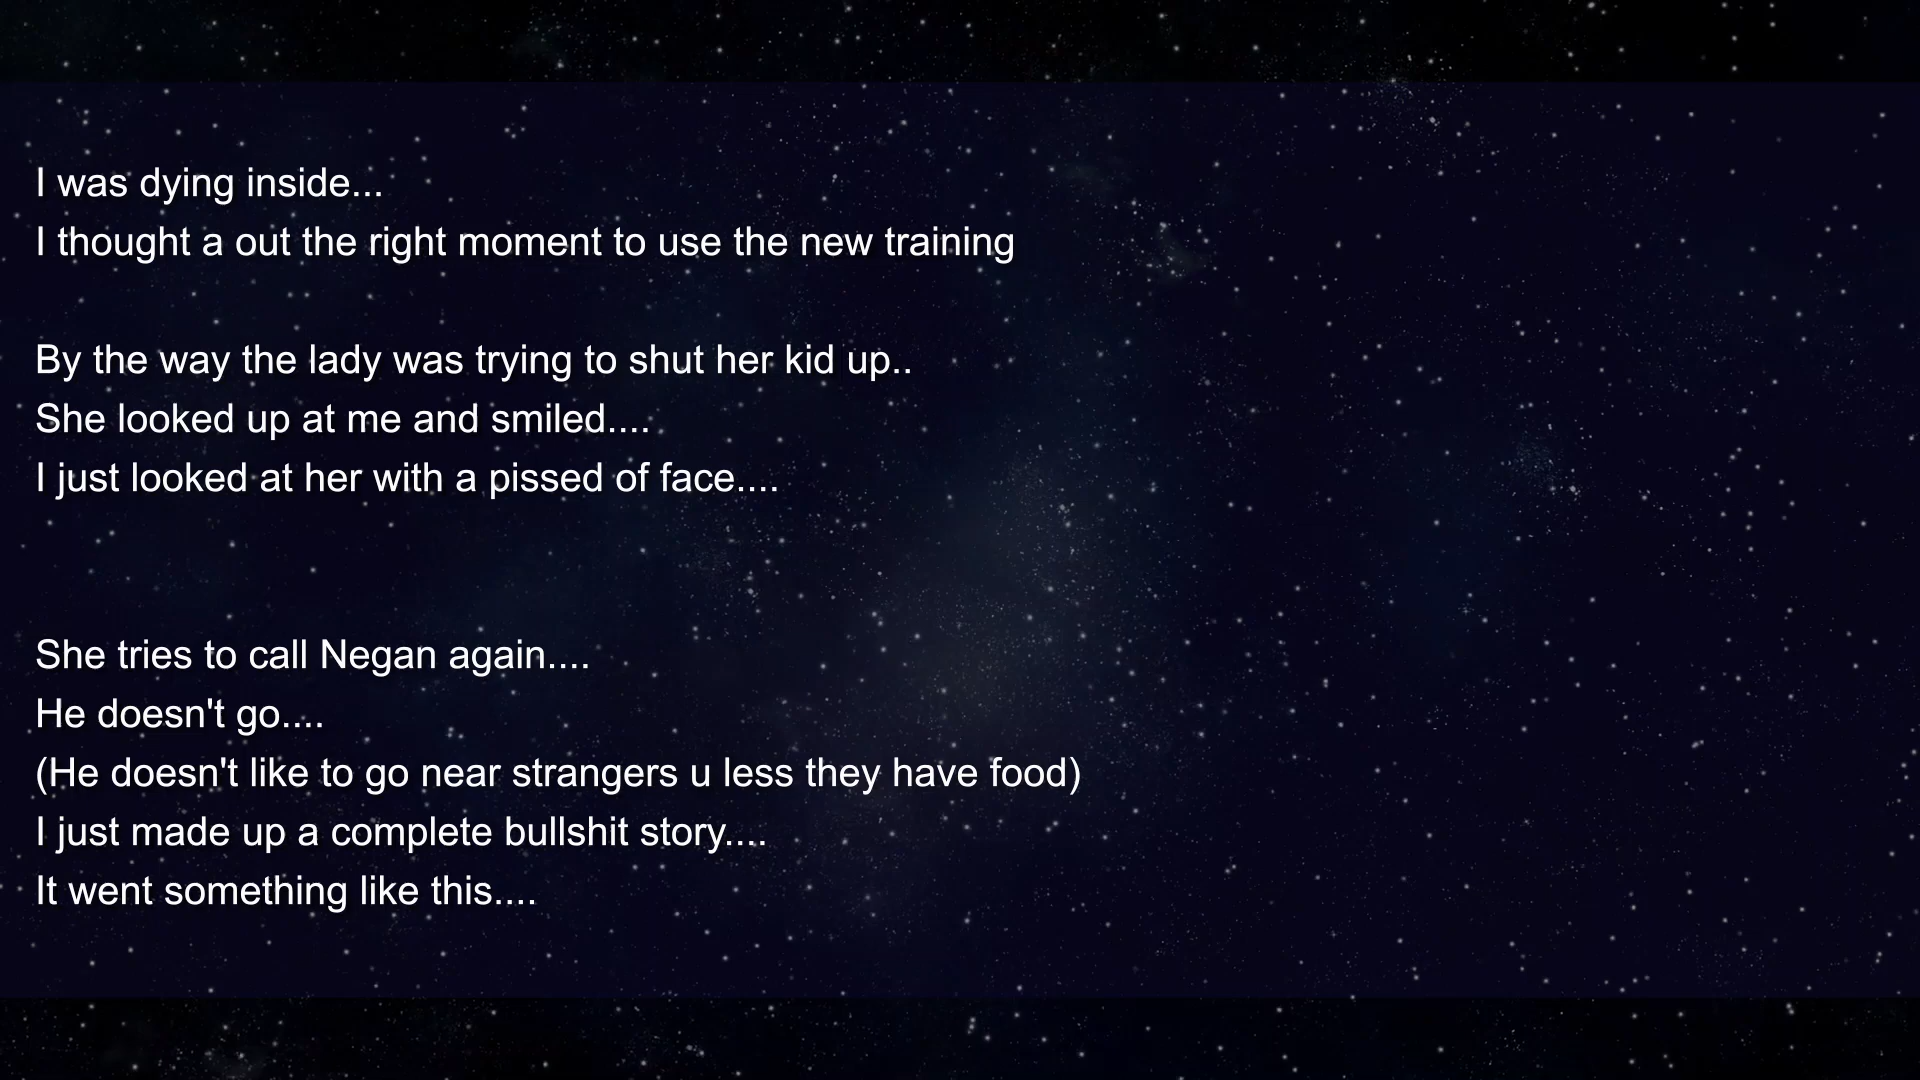 I was dying inside...
I thought a out the right moment to use the new training
By the way the lady was trying to shut her kid up..
She looked up at me and smiled....
I just looked at her with a pissed of face....
She tries to call Negan again....
He doesn't go....
(He doesn't like to go near strangers u less they have food)
I just made up a complete bullshit story....
It went something like this....